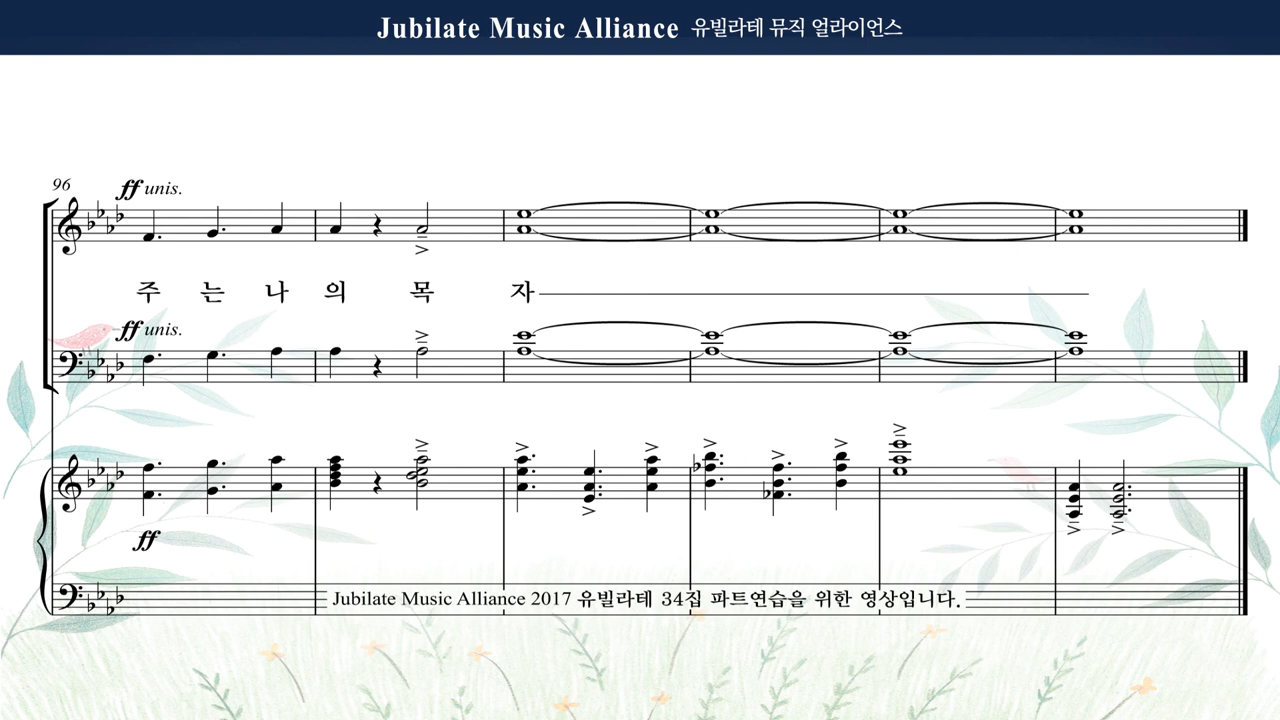 Jubilate Music Alliance 유빌라테 뮤직 얼라이언스
96
ff unis.
주 는 나 의 목 자
ff unis.
ff
Jubilate Music Alliance 2017 유빌라테 34집 파트연습을 위한 영상입니다.